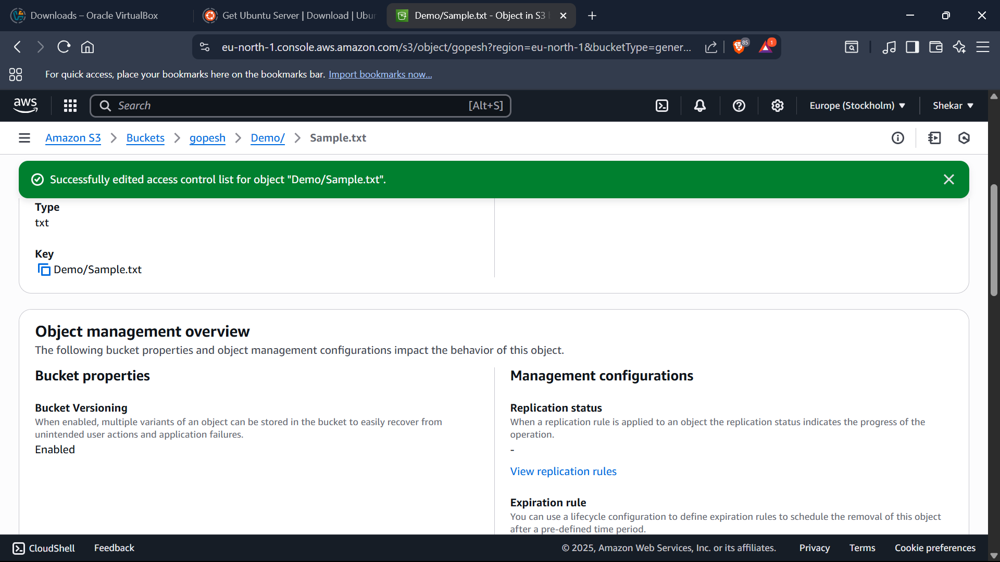 Downloads – Oracle VirtualBox
Get Ubuntu Server | Download | Ubun
Demo/Sample.txt - Object in S3
eu-north-1.console.aws.amazon.com/s3/object/gopesh?region=eu-north-1&bucketType=gener...
85
1
For quick access, place your bookmarks here on the bookmarks bar. Import bookmarks now...
aws
Search
[Alt+S]
Europe (Stockholm)
Shekar
Amazon S3
Buckets
gopesh
Demo/
Sample.txt
Successfully edited access control list for object "Demo/Sample.txt".
Type
txt
Key
Demo/Sample.txt
Object management overview
The following bucket properties and object management configurations impact the behavior of this object.
Bucket properties
Bucket Versioning
When enabled, multiple variants of an object can be stored in the bucket to easily recover from
unintended user actions and application failures.
Enabled
Management configurations
Replication status
When a replication rule is applied to an object the replication status indicates the progress of the
operation.
-
View replication rules
Expiration rule
You can use a lifecycle configuration to define expiration rules to schedule the removal of this object
after a pre-defined time period.
CloudShell
Feedback
© 2025, Amazon Web Services, Inc. or its affiliates.
Privacy
Terms
Cookie preferences